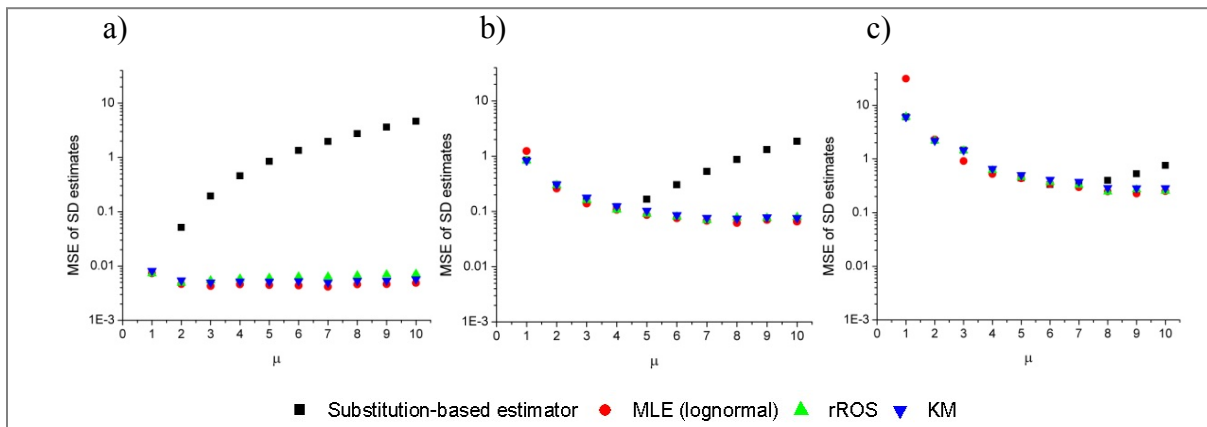 a)
b)
c)
MSE of SD estimates
10
1
0.1
0.01
1E-3
0 1 2 3 4 5 6 7 8 9 10
μ
MSE of SD estimates
10
1
0.1
0.01
1E-3
0 1 2 3 4 5 6 7 8 9 10
μ
MSE of SD estimates
10
1
0.1
0.01
1E-3
0 1 2 3 4 5 6 7 8 9 10
μ
Substitution-based estimator MLE (lognormal) rROS KM